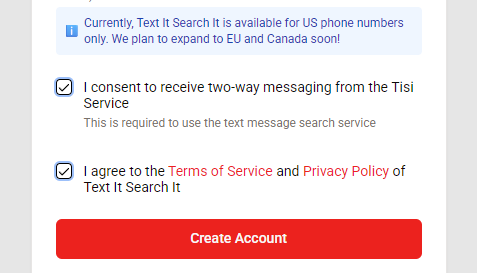 Currently, Text It Search It is available for US phone numbers
only. We plan to expand to EU and Canada soon!
I consent to receive two-way messaging from the Tisi
Service
This is required to use the text message search service
I agree to the Terms of Service and Privacy Policy of
Text It Search It
Create Account